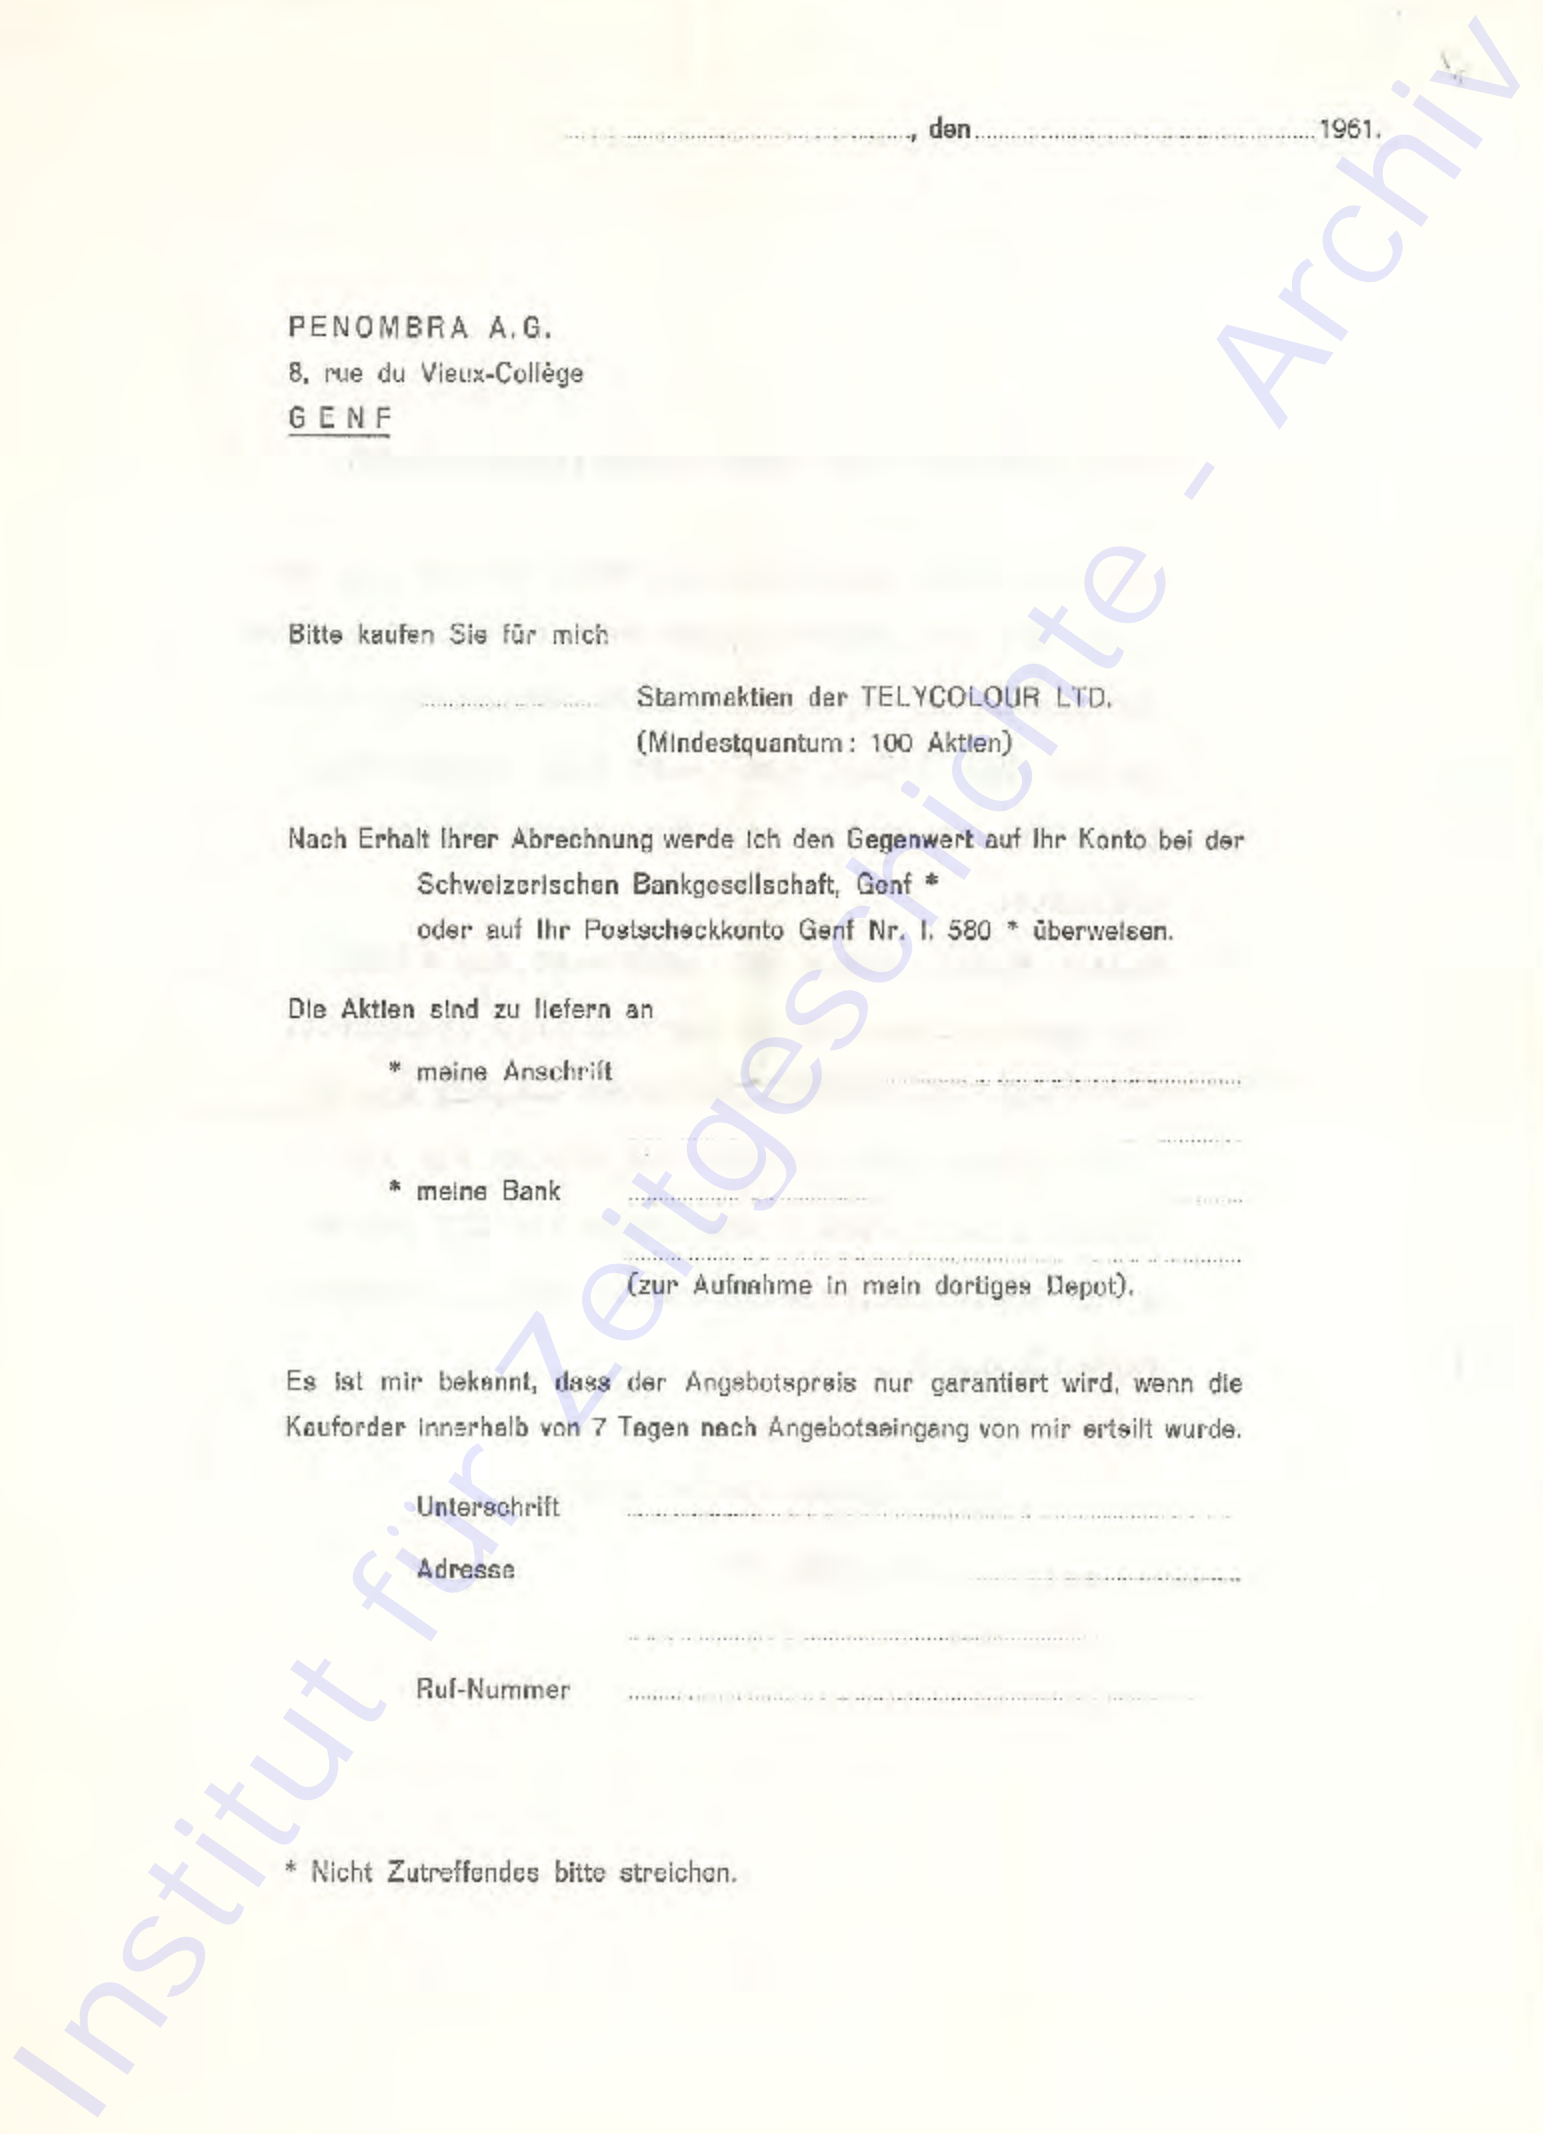 , den 1961.
PENOMBRA A.G.
8, rue du Vieux-Collège
GENF
Bitte kaufen Sie für mich
Stammaktien der TELYCOLOUR LTD.
(Mindestquantum: 100 Aktien)
Nach Erhalt Ihrer Abrechnung werde ich den Gegenwert auf Ihr Konto bei der
Schweizerischen Bankgesellschaft, Genf *
oder auf Ihr Postscheckkonto Genf Nr. I. 580 * überweisen.
Die Aktien sind zu liefern an
* meine Anschrift
* meine Bank
(zur Aufnahme in mein dortiges Depot).
Es ist mir bekannt, dass der Angebotspreis nur garantiert wird, wenn die
Kauforder innerhalb von 7 Tagen nach Angebotseingang von mir erteilt wurde.
Unterschrift
Adresse
Ruf-Nummer
* Nicht Zutreffendes bitte streichen.
Institut für Zeitgeschichte - Archiv